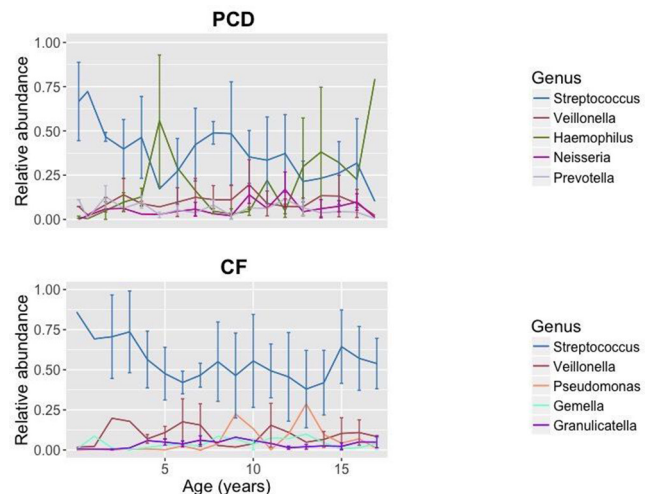 PCD
1.00
0.75
0.50
0.25
0.00
Relative abundance
Genus
Streptococcus
Veillonella
Haemophilus
Neisseria
Prevotella
CF
1.00
0.75
0.50
0.25
0.00
Relative abundance
5
10
15
Age (years)
Genus
Streptococcus
Veillonella
Pseudomonas
Gemella
Granulicatella